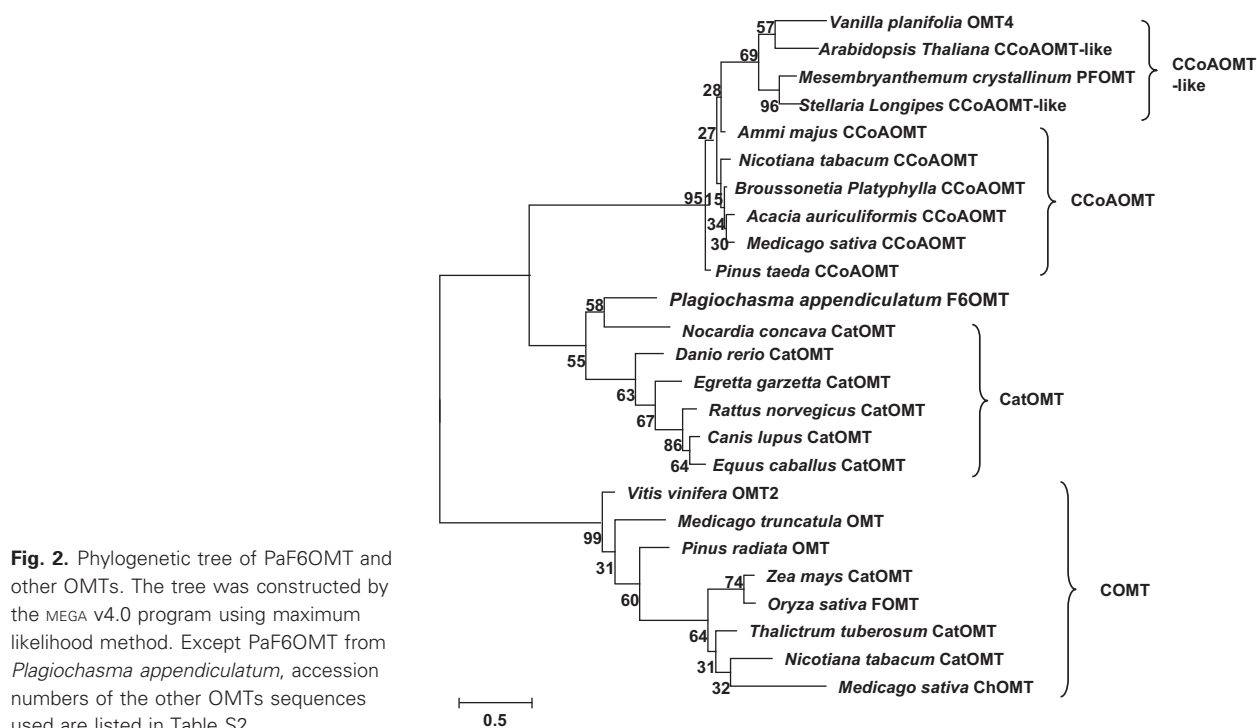 57
Vanilla planifolia OMT4
Arabidopsis Thaliana CCoAOMT-like
69
Mesembryanthemum crystallinum PFOMT
CCoAOMT
-like
28
96
Stellaria Longipes CCoAOMT-like
27
Ammi majus CCoAOMT
Nicotiana tabacum CCoAOMT
95
15
Broussonetia Platyphylla CCoAOMT
CCoAOMT
34
Acacia auriculiformis CCoAOMT
30
Medicago sativa CCoAOMT
Pinus taeda CCoAOMT
58
Plagiochasma appendiculatum F6OMT
Nocardia concava CatOMT
55
Danio rerio CatOMT
63
Egretta garzetta CatOMT
CatOMT
67
Rattus norvegicus CatOMT
86
Canis lupus CatOMT
64
Equus caballus CatOMT
Vitis vinifera OMT2
99
Medicago truncatula OMT
31
Pinus radiata OMT
60
74
Zea mays CatOMT
COMT
Oryza sativa FOMT
64
Thalictrum tuberosum CatOMT
31
Nicotiana tabacum CatOMT
32
Medicago sativa ChOMT
0.5
Fig. 2. Phylogenetic tree of PaF6OMT and
other OMTs. The tree was constructed by
the MEGA v4.0 program using maximum
likelihood method. Except PaF6OMT from
Plagiochasma appendiculatum, accession
numbers of the other OMTs sequences
used are listed in Table S2